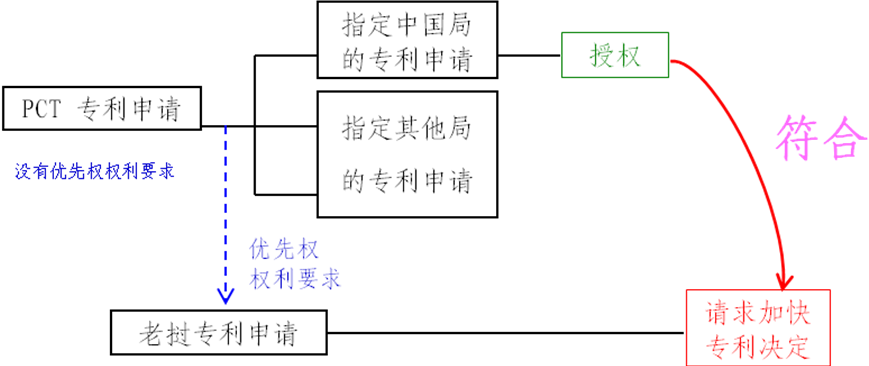 指定中国局
的专利申请
授权
PCT 专利申请
指定其他局
的专利申请
符合
没有优先权权利要求
优先权
权利要求
老挝专利申请
请求加快
专利决定